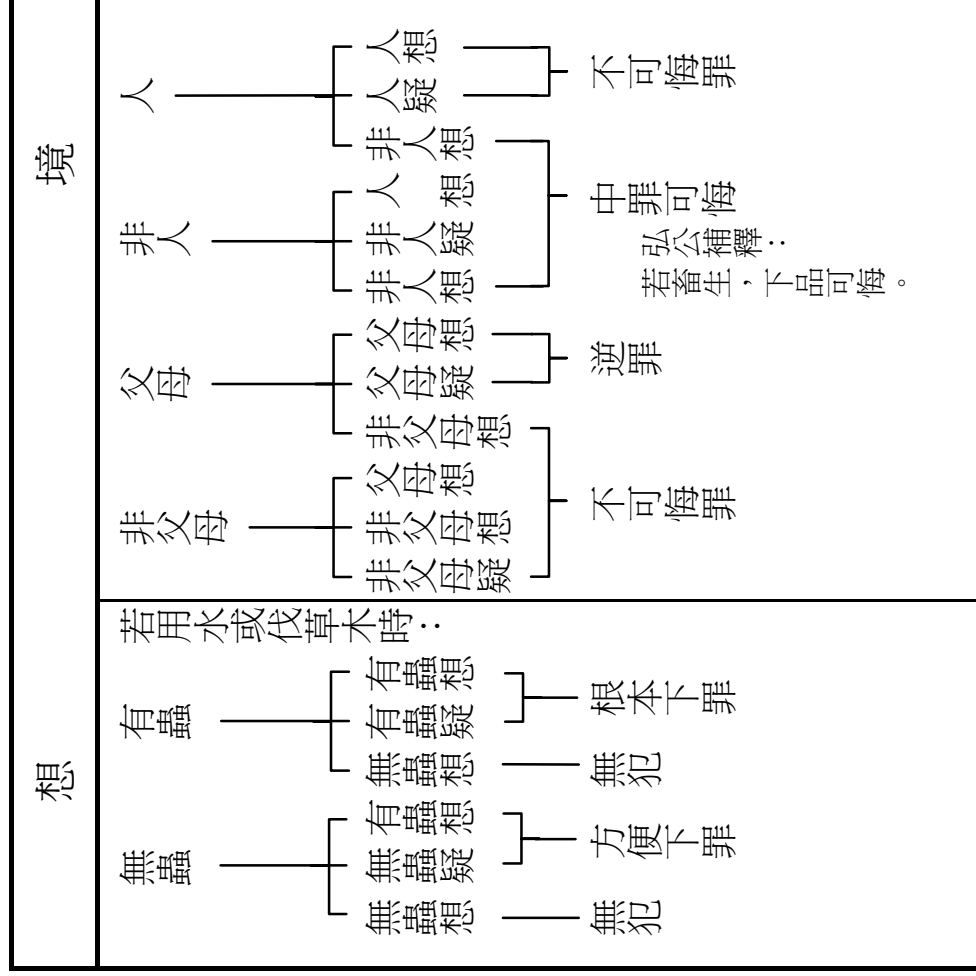 境 想
人
人想
人疑
不可悔罪
非人想
非人
人 想
非人疑
非人想
中罪可悔
弘公補釋：
若畜生，下品可悔。
父母
父母想
父母疑
逆罪
非父母想
非父母
父母想
非父母想
非父母疑
不可悔罪
若用水或伐草木時：
有蟲
有蟲想
有蟲疑
根本下罪
無蟲想
無犯
無蟲
有蟲想
無蟲疑
方便下罪
無蟲想
無犯